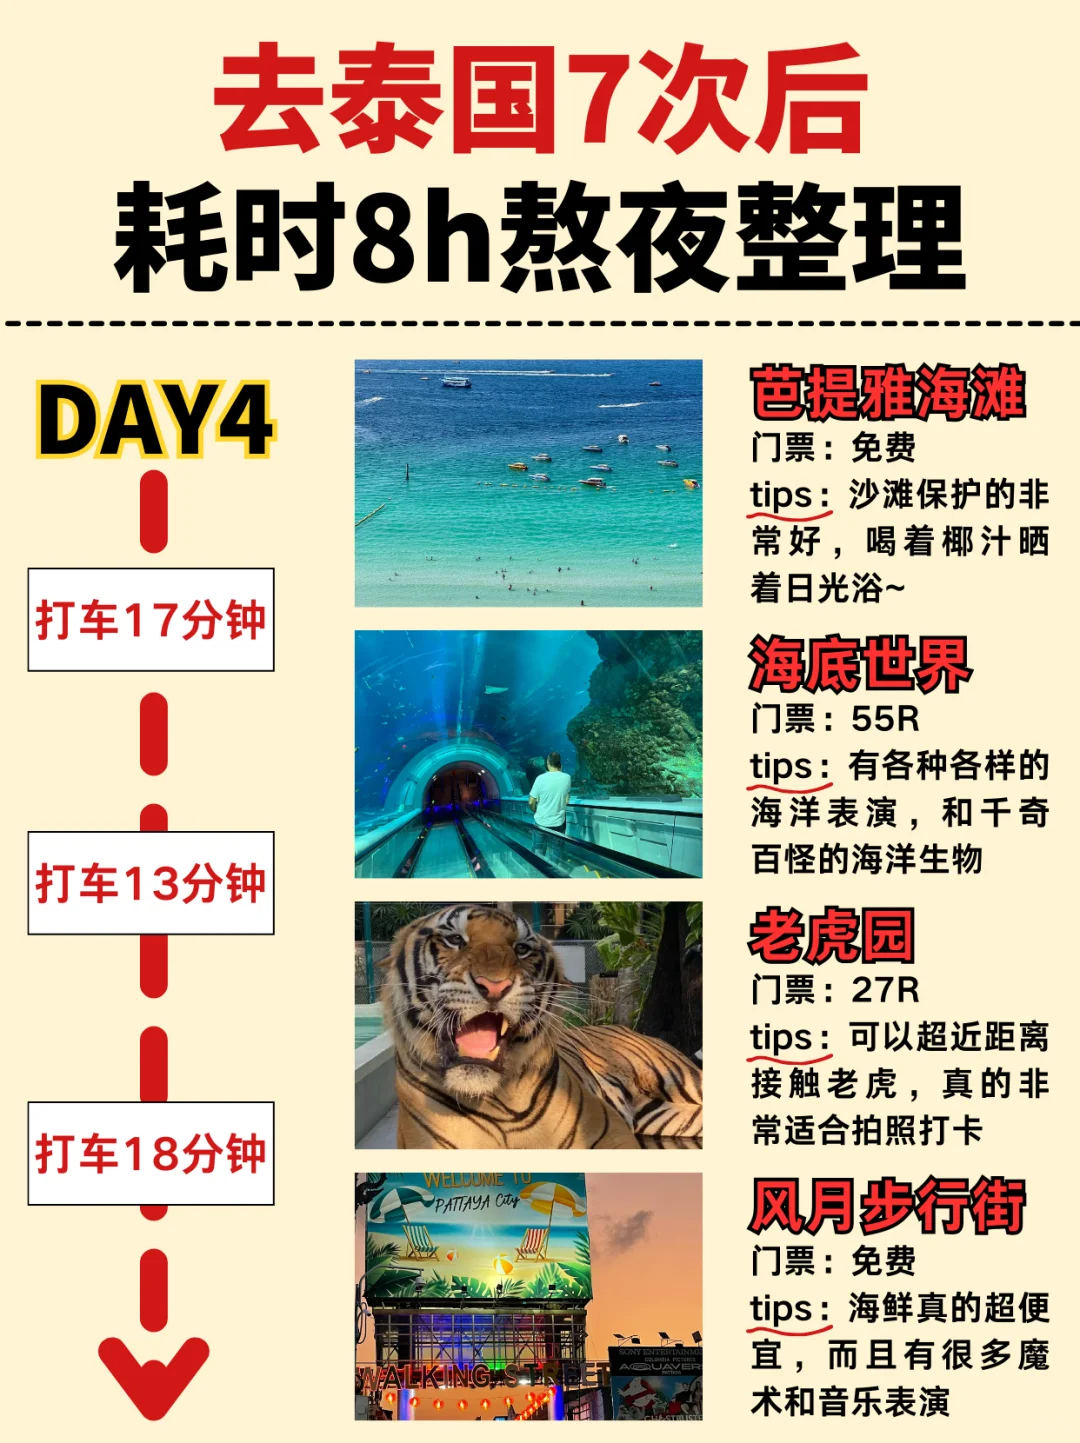 去泰国7次后
耗时8h熬夜整理
DAY4
打车17分钟
打车13分钟
打车18分钟
芭提雅海滩
门票：免费
tips：沙滩保护的非
常好，喝着椰汁晒
着日光浴~
海底世界
门票：55R
tips：有各种各样的
海洋表演，和千奇
百怪的海洋生物
老虎园
门票：27R
tips：可以超近距离
接触老虎，真的非
常适合拍照打卡
WELCOME TO
PATTAYA City
WALKING STREET
SONY ENTERTAINME
COLUMBIA PICTURES
AQUAVER
GHOSTBUSTE
风月步行街
门票：免费
tips：海鲜真的超便
宜，而且有很多魔
术和音乐表演